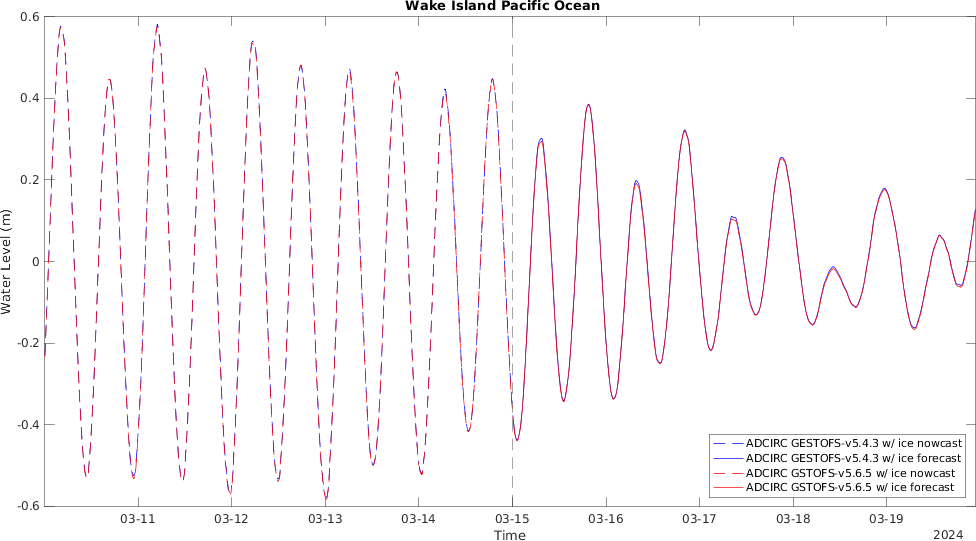 Wake Island Pacific Ocean
0.6
0.4
0.2
0
-0.2
-0.4
-0.6
Water Level (m)
03-11
03-12
03-13
03-14
03-15
03-16
03-17
03-18
03-19
Time
2024
ADCIRC GESTOFS-v5.4.3 w/ ice nowcast
ADCIRC GESTOFS-v5.4.3 w/ ice forecast
ADCIRC GSTOFS-v5.6.5 w/ ice nowcast
ADCIRC GSTOFS-v5.6.5 w/ ice forecast